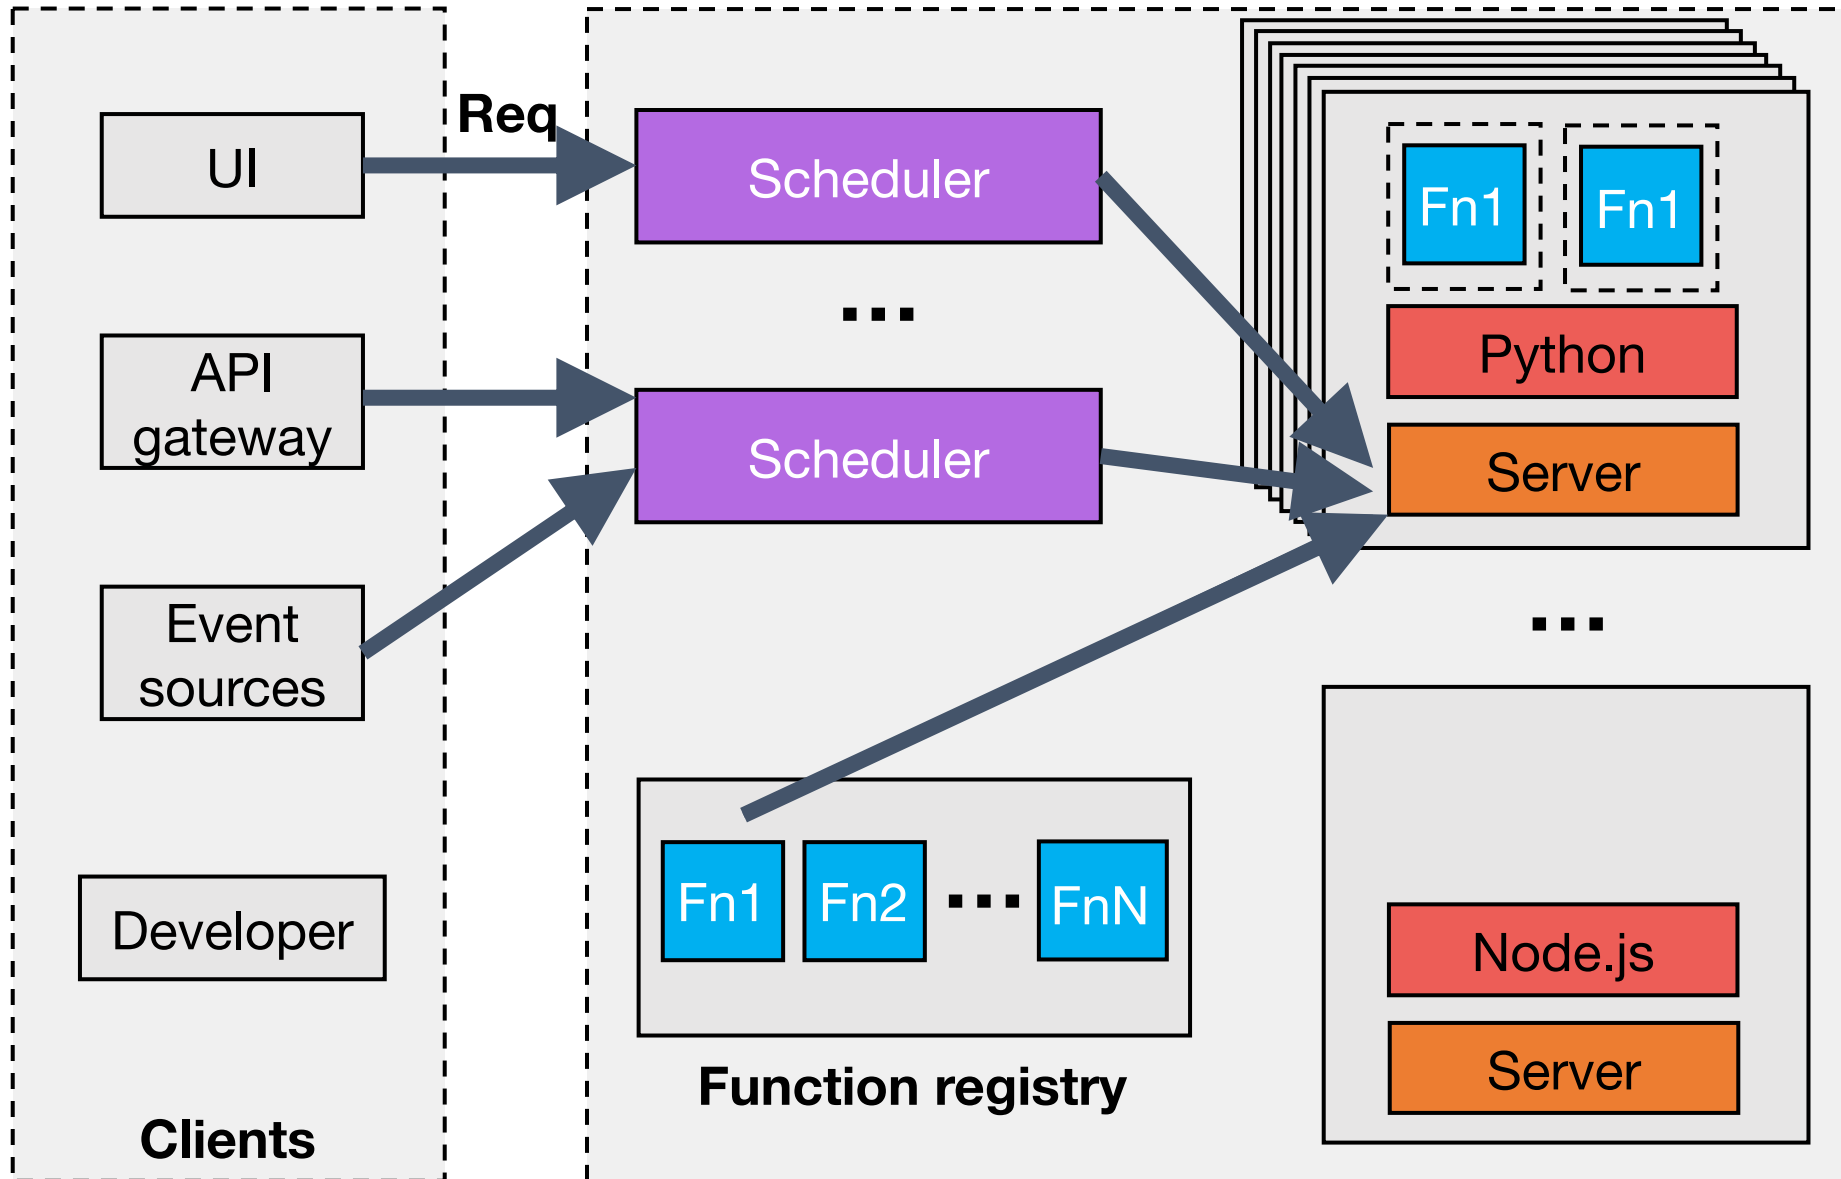 UI
API
gateway
Event
sources
Developer
Clients
Req
Scheduler
...
Scheduler
Fn1
Fn2
...
FnN
Function registry
Fn1
Fn1
Python
Server
...
Node.js
Server